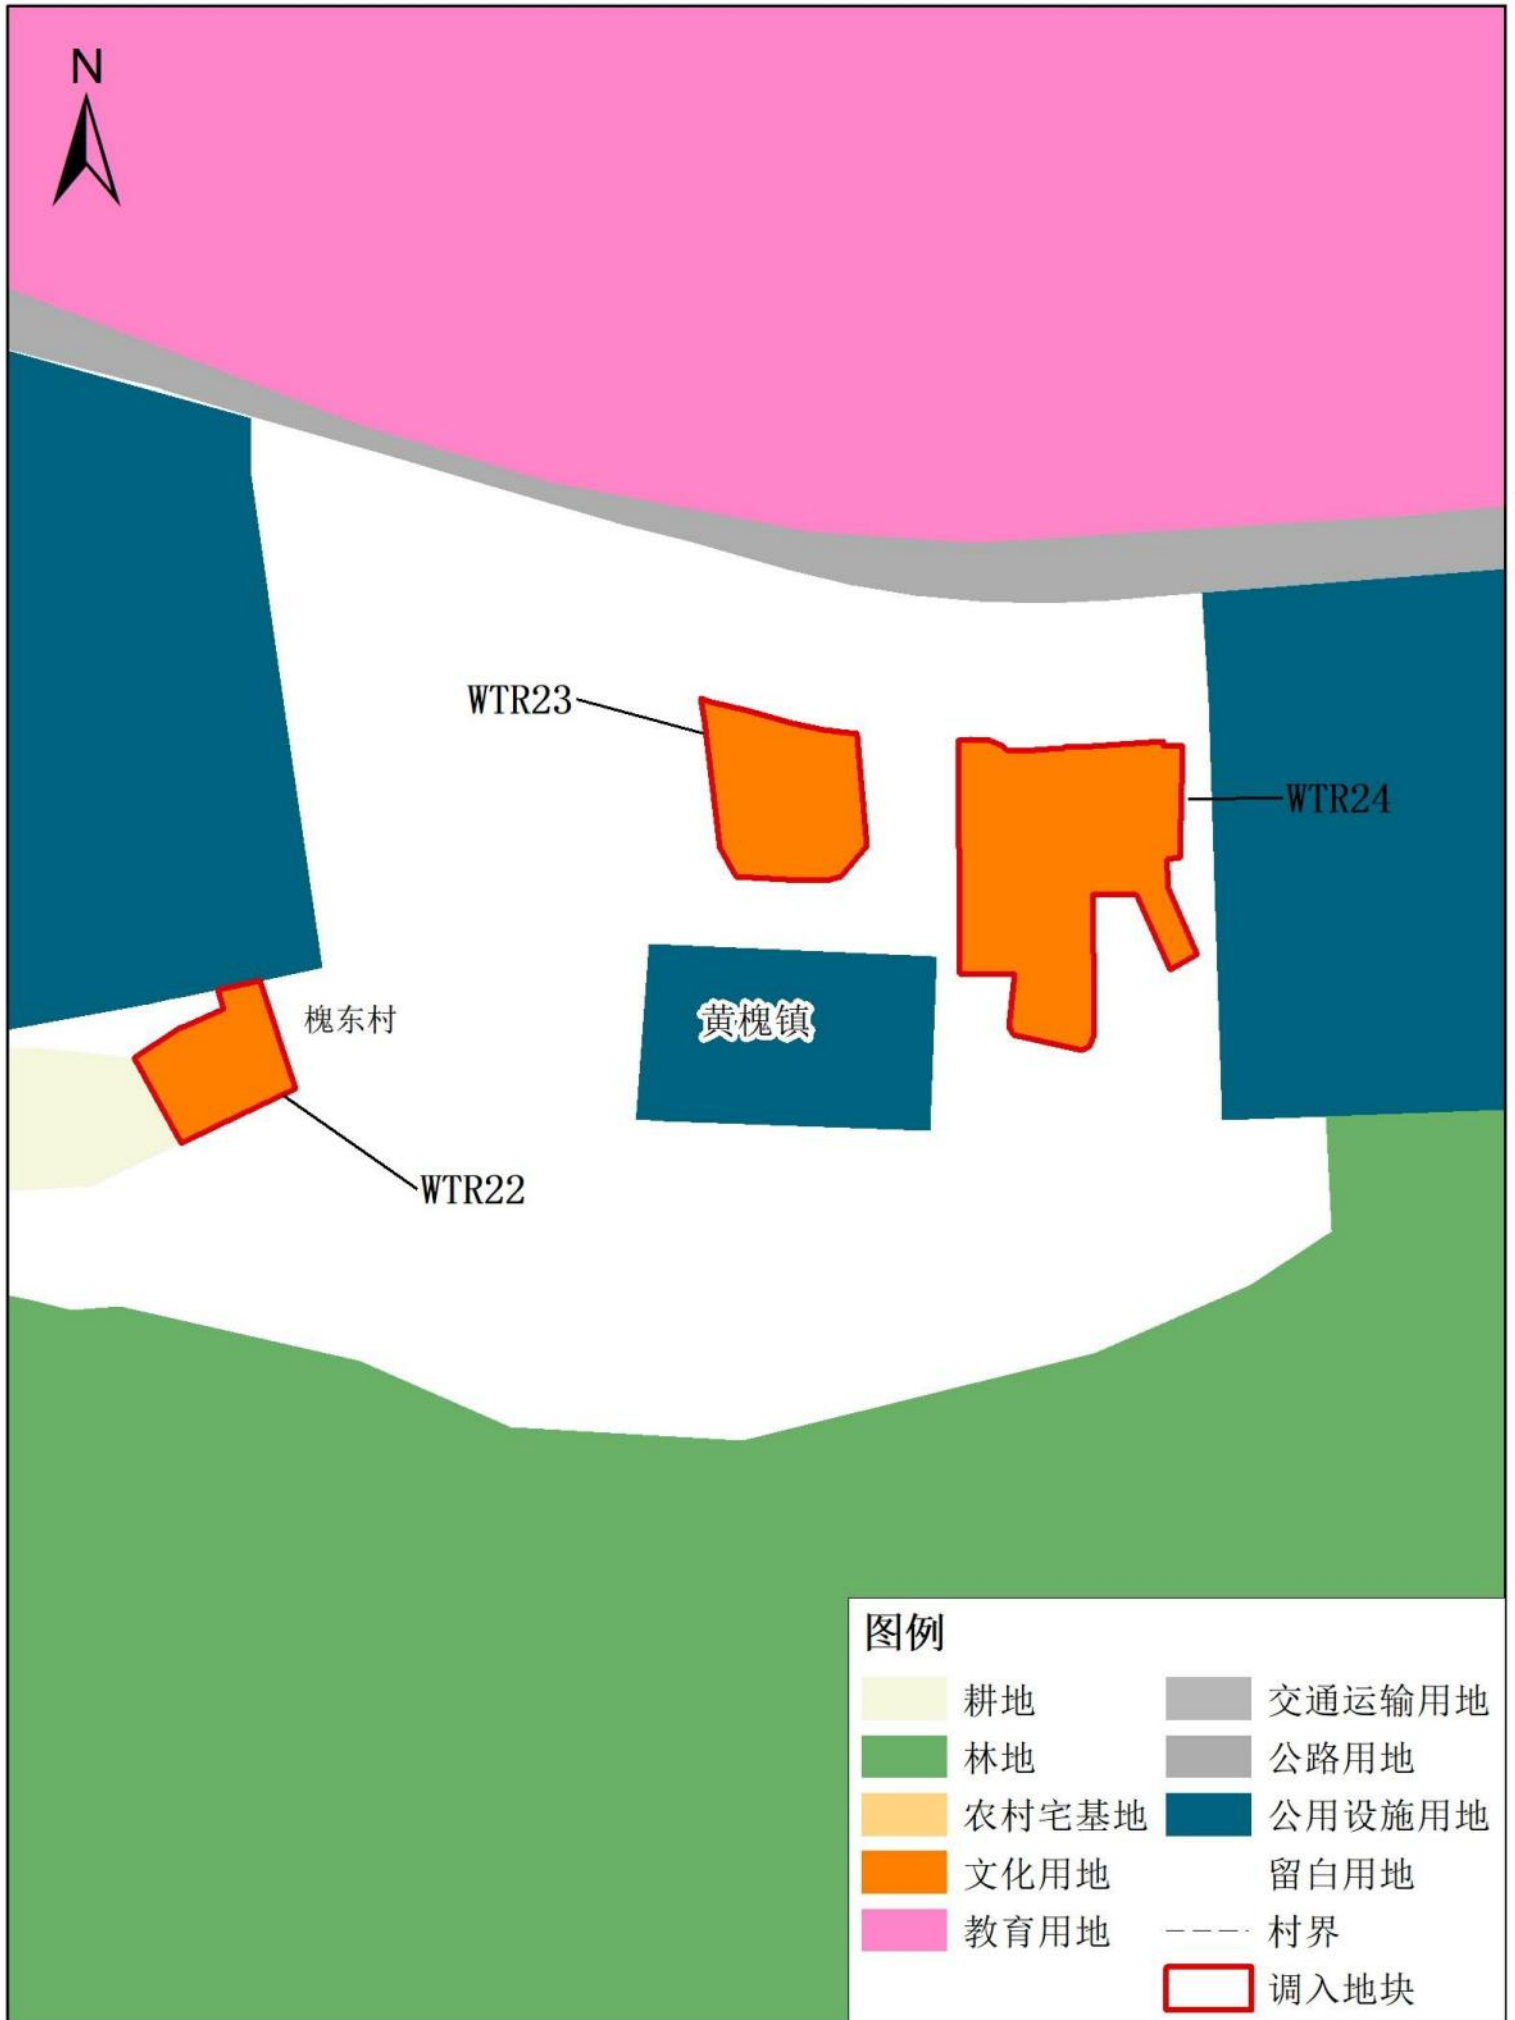 N
WTR23
WTR24
槐东村
黄槐镇
WTR22
图例
耕地
交通运输用地
林地
公路用地
农村宅基地
公用设施用地
文化用地
留白用地
教育用地
村界
调入地块